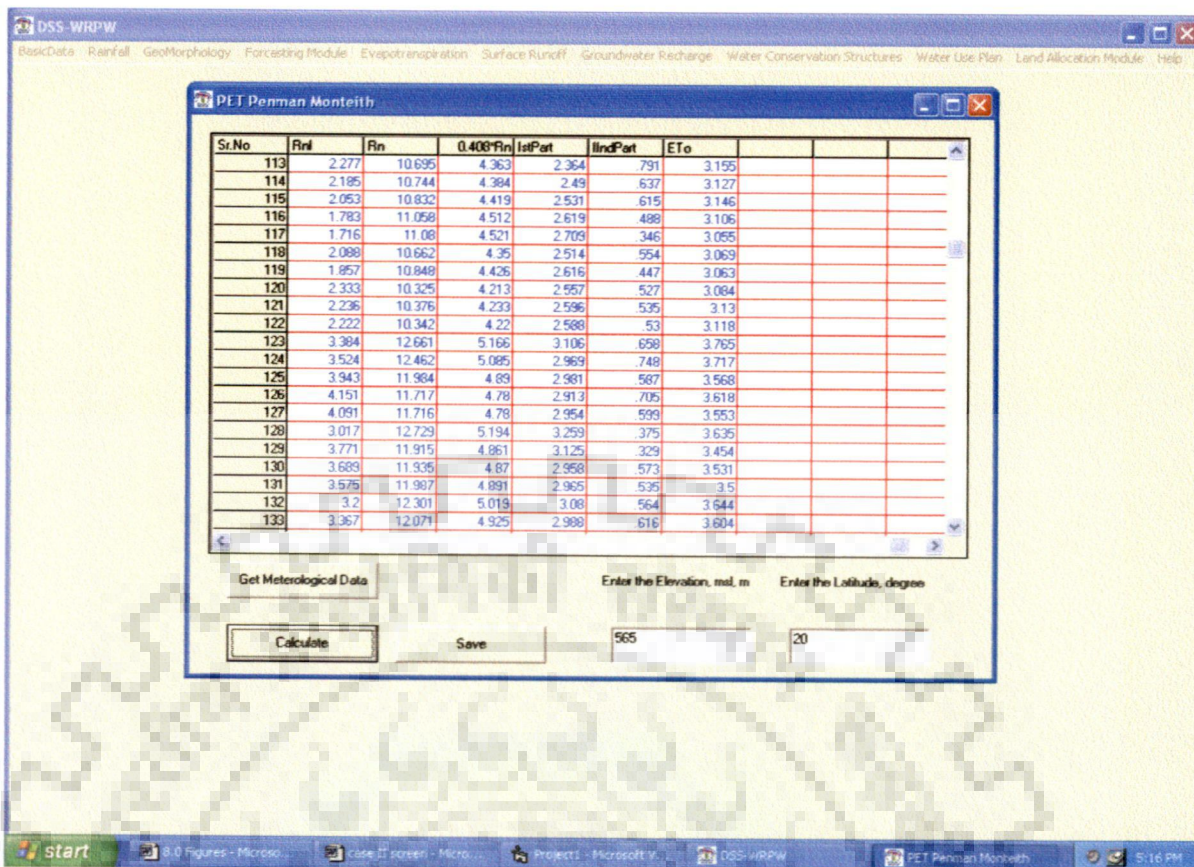 DSS-WRPW
BasicData Rainfall GeoMorphology Forcasting Module Evapotranspiration Surface Runoff Groundwater Recharge Water Conservation Structures Water Use Plan Land Allocation Module Help
PET Penman Monteith
Sr.No Rnl Rn 0.408*Rn IstPart IIndPart ETo
113 2.277 10.695 4.363 2.364 .791 3.155
114 2.185 10.744 4.384 2.49 .637 3.127
115 2.053 10.832 4.419 2.531 .615 3.146
116 1.783 11.058 4.512 2.619 .488 3.106
117 1.716 11.08 4.521 2.709 .346 3.055
118 2.088 10.662 4.35 2.514 .554 3.069
119 1.857 10.848 4.426 2.616 .447 3.063
120 2.333 10.325 4.213 2.557 .527 3.084
121 2.236 10.376 4.233 2.596 .535 3.13
122 2.222 10.342 4.22 2.588 .53 3.118
123 3.384 12.661 5.166 3.106 .658 3.765
124 3.524 12.462 5.085 2.969 .748 3.717
125 3.943 11.984 4.89 2.981 .587 3.568
126 4.151 11.717 4.78 2.913 .705 3.618
127 4.091 11.716 4.78 2.954 .599 3.553
128 3.017 12.729 5.194 3.259 .375 3.635
129 3.771 11.915 4.861 3.125 .329 3.454
130 3.689 11.935 4.87 2.958 .573 3.531
131 3.575 11.987 4.891 2.965 .535 3.5
132 3.2 12.301 5.019 3.08 .564 3.644
133 3.367 12.071 4.925 2.988 .616 3.604
Get Meterological Data Enter the Elevation, msl, m Enter the Latitude, degree
Calculate Save 565 20
start 8.0 Figures - Microso... case II screen - Micro... Project1 - Microsoft V... DSS-WRPW PET Penman Monteith 5:16 PM